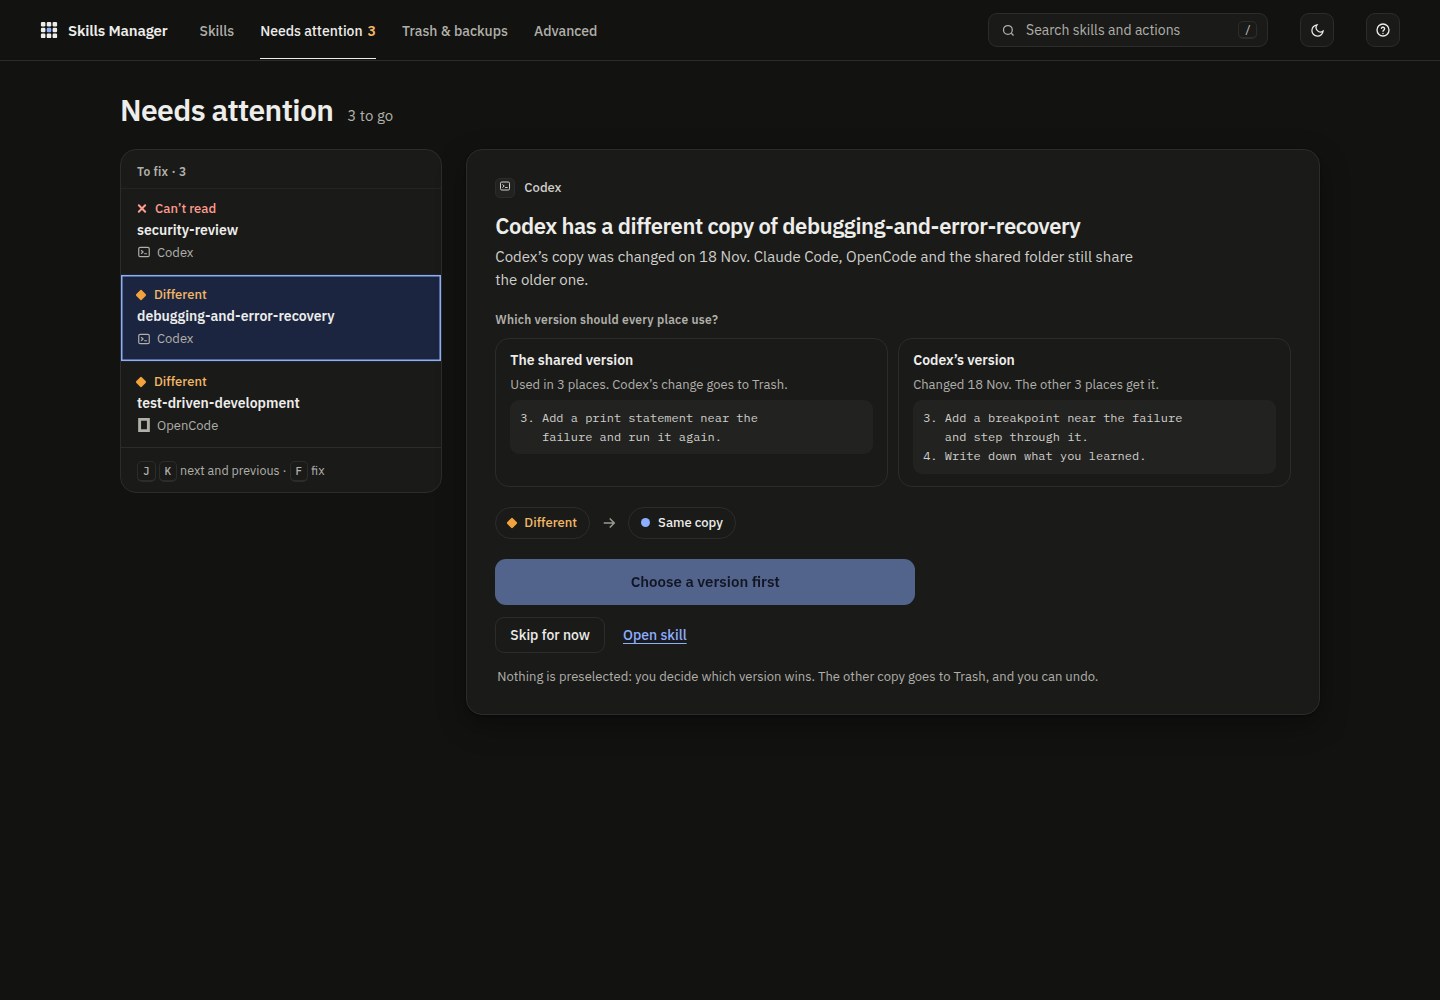 Skills Manager
Skills
Needs attention 3
Trash & backups
Advanced
Search skills and actions
/
Needs attention
3 to go
To fix · 3
Can’t read
security-review
Codex
Different
debugging-and-error-recovery
Codex
Different
test-driven-development
OpenCode
J K next and previous · F fix
Codex
Codex has a different copy of debugging-and-error-recovery
Codex’s copy was changed on 18 Nov. Claude Code, OpenCode and the shared folder still share
the older one.
Which version should every place use?
The shared version
Used in 3 places. Codex’s change goes to Trash.
3. Add a print statement near the
failure and run it again.
Codex’s version
Changed 18 Nov. The other 3 places get it.
3. Add a breakpoint near the failure
and step through it.
4. Write down what you learned.
Different
Same copy
Choose a version first
Skip for now
Open skill
Nothing is preselected: you decide which version wins. The other copy goes to Trash, and you can undo.